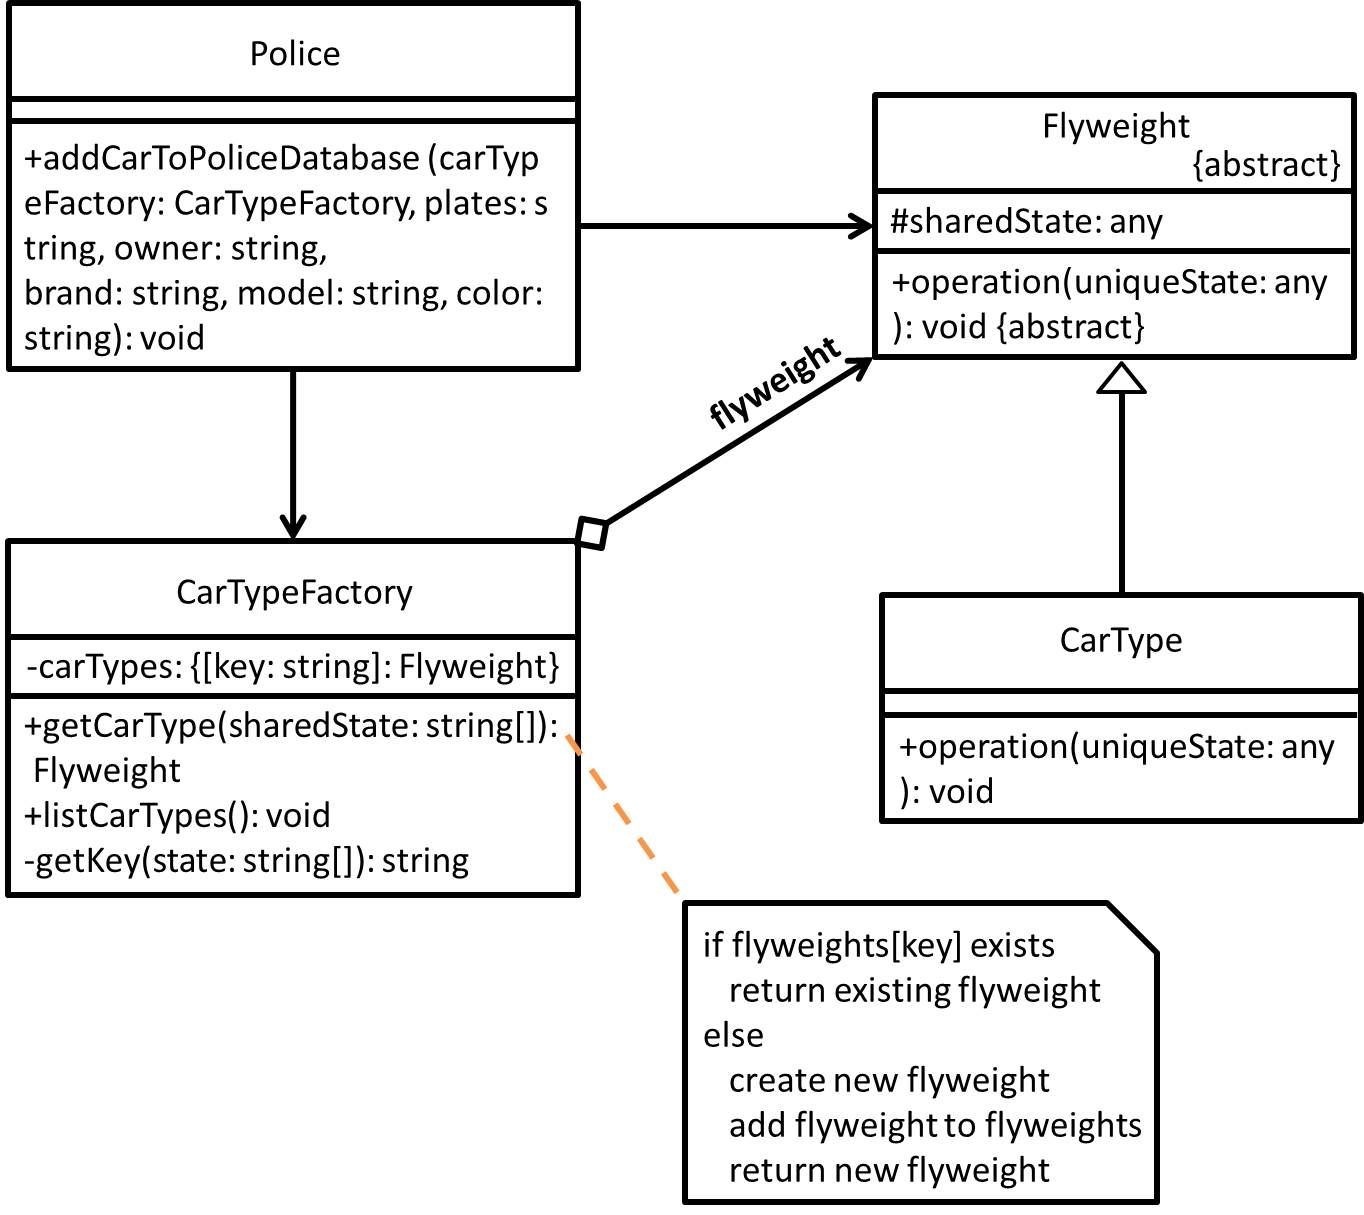 Police
+addCarToPoliceDatabase (carTyp
eFactory: CarTypeFactory, plates: s
tring, owner: string,
brand: string, model: string, color:
string): void
Flyweight
{abstract}
#sharedState: any
+operation(uniqueState: any
): void {abstract}
flyweight
CarTypeFactory
-carTypes: {[key: string]: Flyweight}
+getCarType(sharedState: string[]):
Flyweight
+listCarTypes(): void
-getKey(state: string[]): string
CarType
+operation(uniqueState: any
): void
if flyweights[key] exists
return existing flyweight
else
create new flyweight
add flyweight to flyweights
return new flyweight